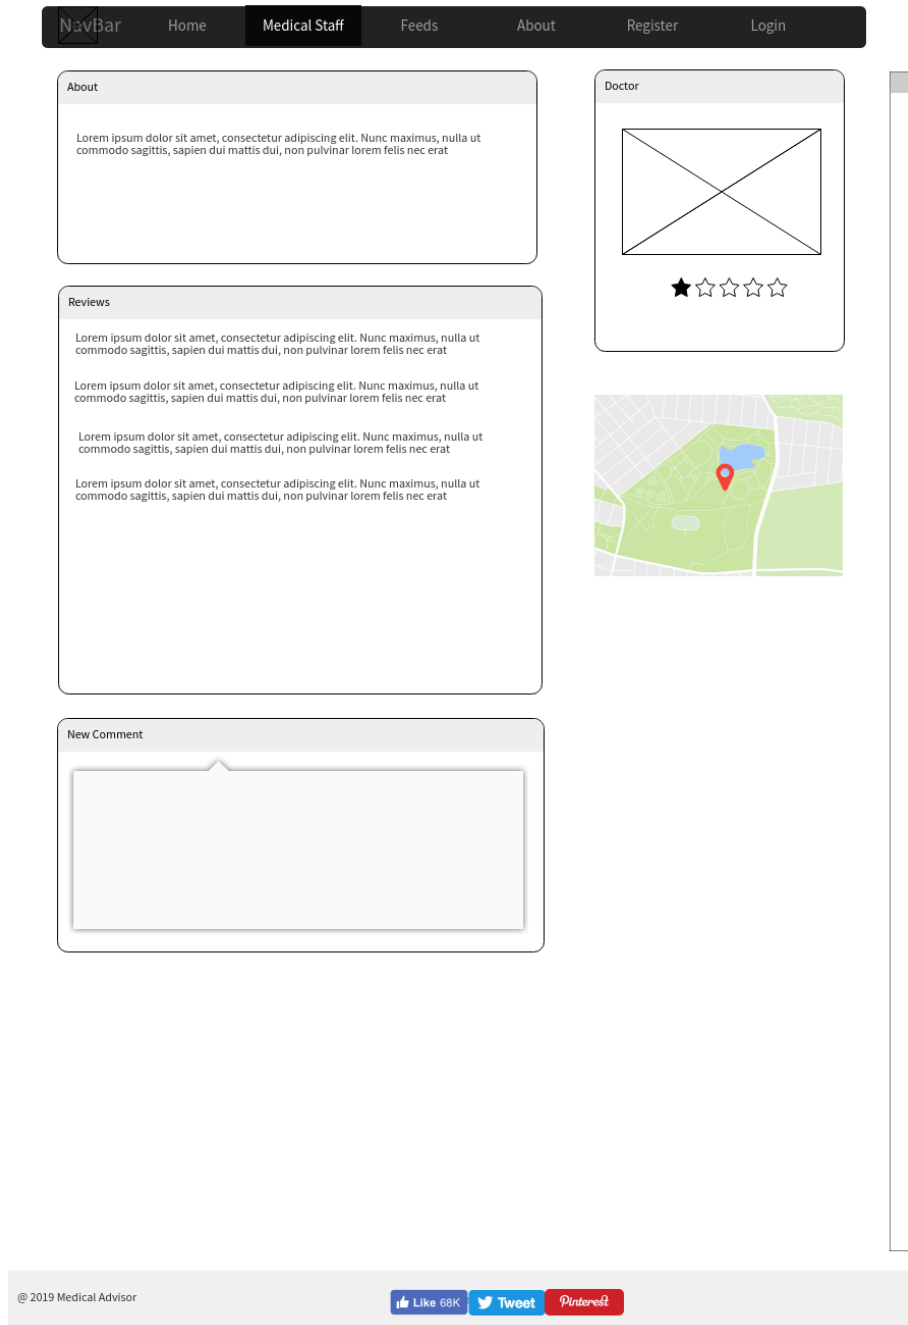 NavBar Home Medical Staff Feeds About Register Login
About
Lorem ipsum dolor sit amet, consectetur adipiscing elit. Nunc maximus, nulla ut
commodo sagittis, sapien dui mattis dui, non pulvinar lorem felis nec erat
Doctor
Reviews
Lorem ipsum dolor sit amet, consectetur adipiscing elit. Nunc maximus, nulla ut
commodo sagittis, sapien dui mattis dui, non pulvinar lorem felis nec erat
Lorem ipsum dolor sit amet, consectetur adipiscing elit. Nunc maximus, nulla ut
commodo sagittis, sapien dui mattis dui, non pulvinar lorem felis nec erat
Lorem ipsum dolor sit amet, consectetur adipiscing elit. Nunc maximus, nulla ut
commodo sagittis, sapien dui mattis dui, non pulvinar lorem felis nec erat
Lorem ipsum dolor sit amet, consectetur adipiscing elit. Nunc maximus, nulla ut
commodo sagittis, sapien dui mattis dui, non pulvinar lorem felis nec erat
New Comment
@ 2019 Medical Advisor
Like 68K Tweet Pinterest